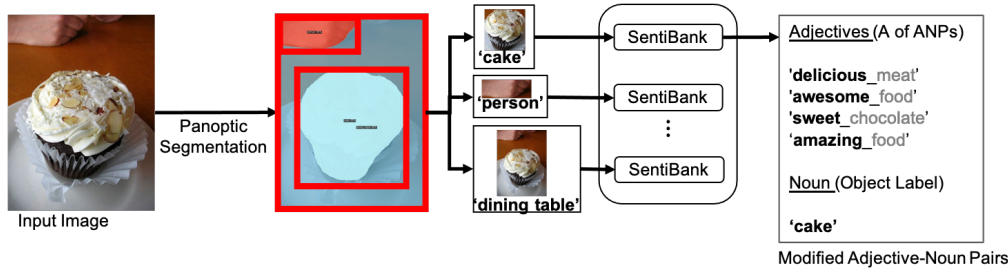 Input Image
Panoptic
Segmentation
‘cake’
‘person’
‘dining table’
SentiBank
SentiBank
⋮
SentiBank
Adjectives (A of ANPs)
'delicious_meat’
'awesome_food’
'sweet_chocolate’
‘amazing_food’
Noun (Object Label)
‘cake’
Modified Adjective-Noun Pairs